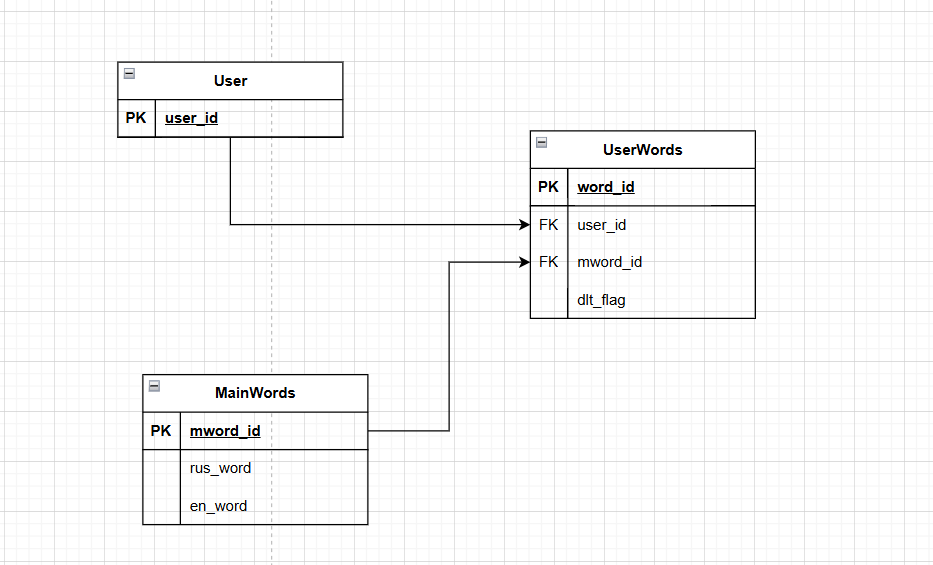 User
PK user_id
UserWords
PK word_id
FK user_id
FK mword_id
dlt_flag
MainWords
PK mword_id
rus_word
en_word